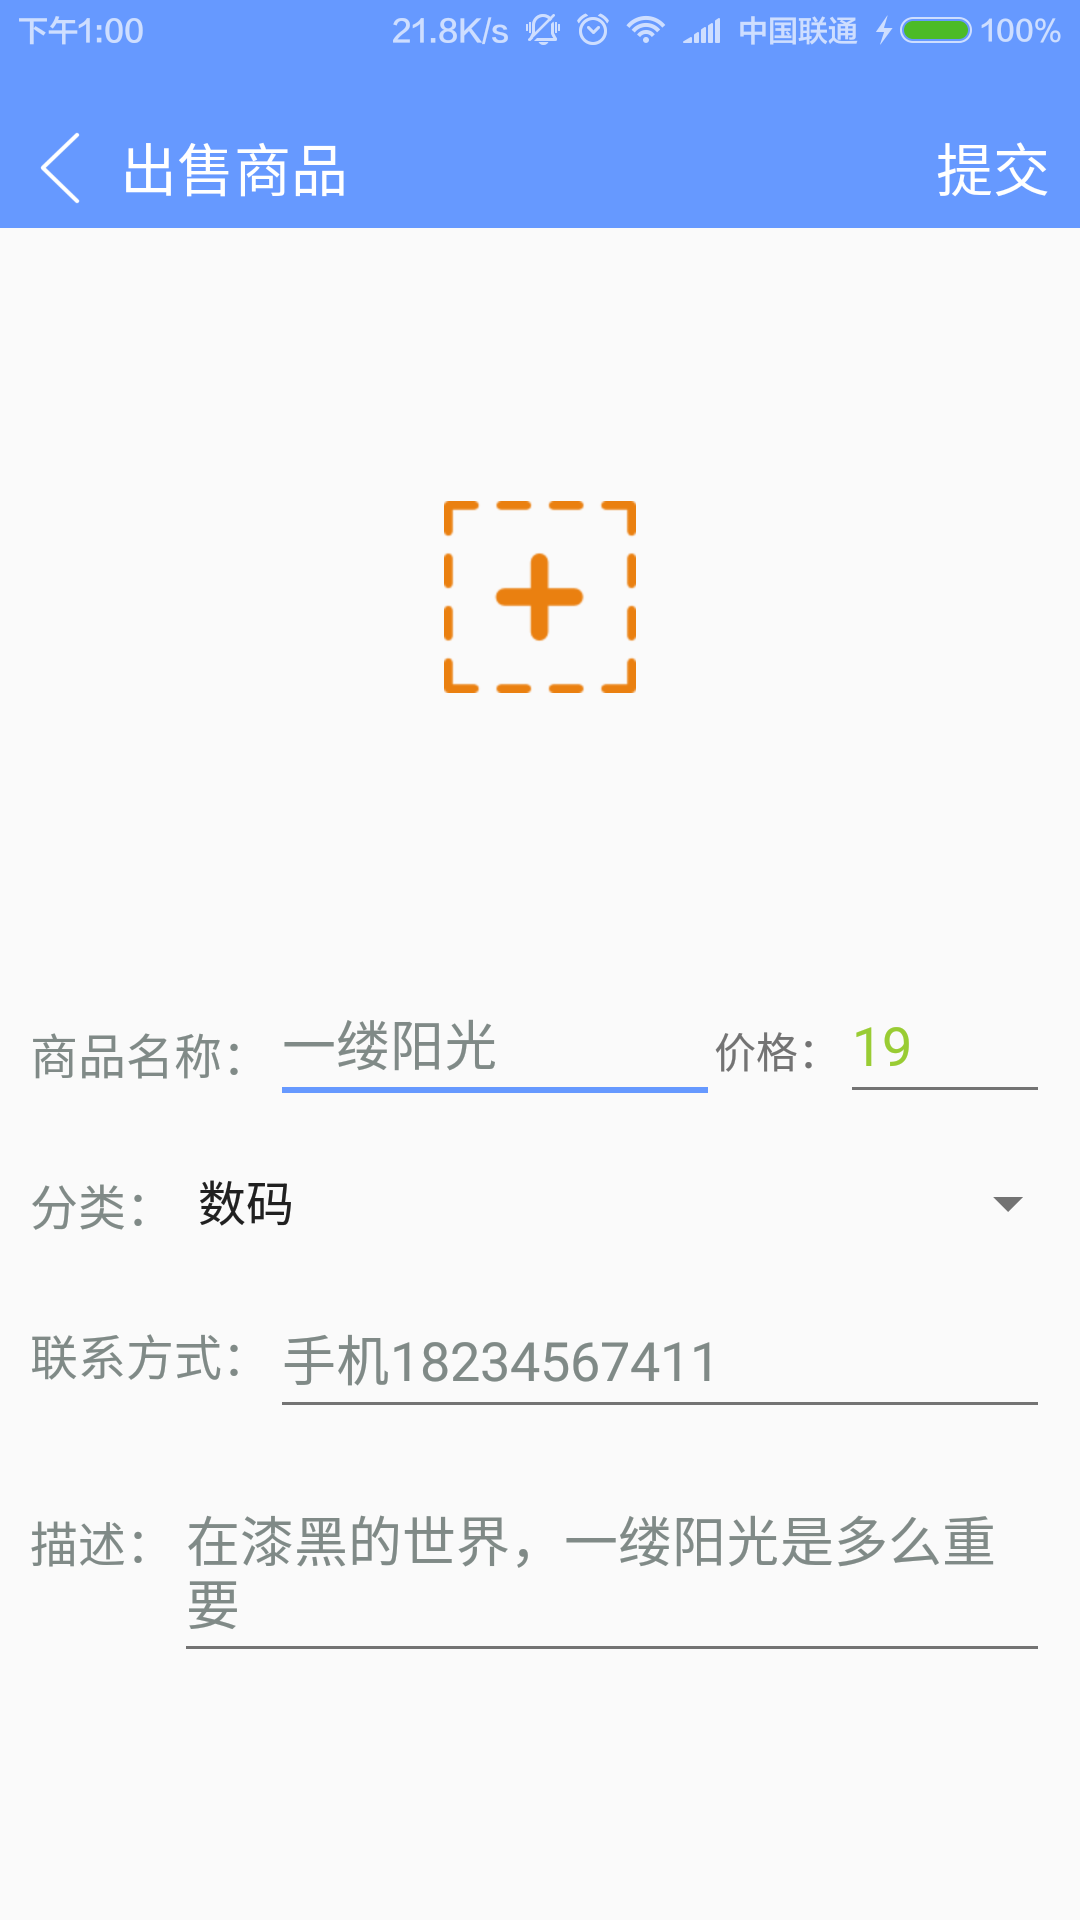 下午1:00 21.8K/s 中国联通 100%
出售商品 提交
商品名称： 一缕阳光 价格： 19
分类： 数码
联系方式： 手机18234567411
描述： 在漆黑的世界，一缕阳光是多么重
要